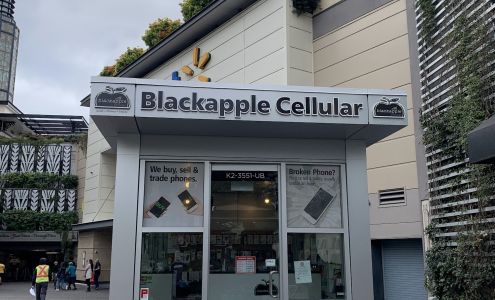 Blackapple Cellular
BLACKAPPLE
BLACKAPPLE
We buy, sell &
trade phones.
K2-3551-UB
Broken Phone?